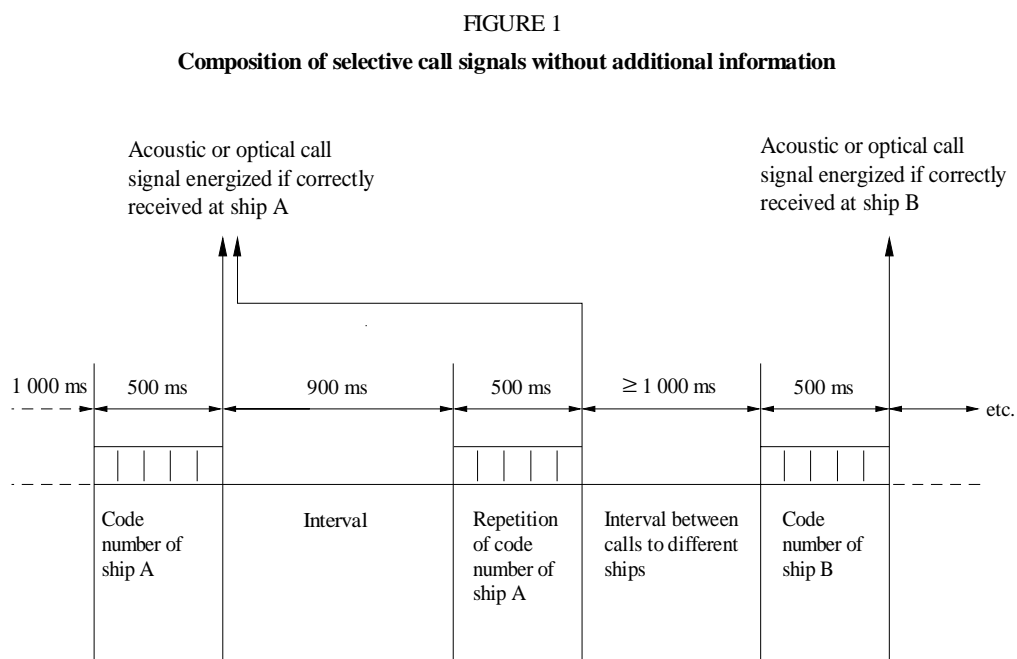 FIGURE 1
Composition of selective call signals without additional information
Acoustic or optical call
signal energized if correctly
received at ship A
Acoustic or optical call
signal energized if correctly
received at ship B
1 000 ms
500 ms
900 ms
500 ms
≥ 1 000 ms
500 ms
etc.
Code
number of
ship A
Interval
Repetition
of code
number of
ship A
Interval between
calls to different
ships
Code
number of
ship B